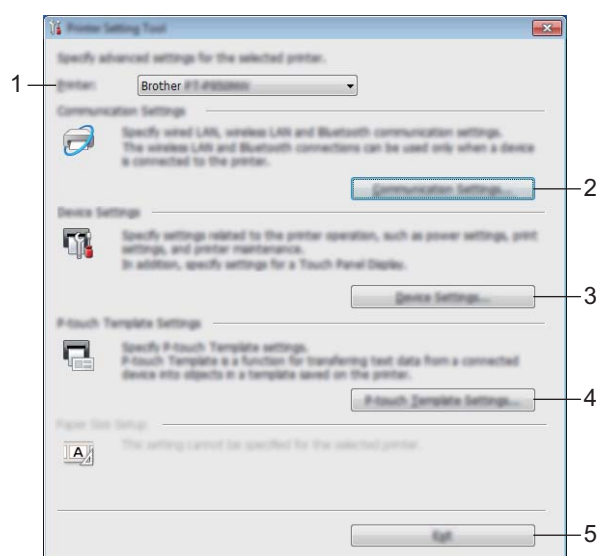 Printer Setting Tool
Specify advanced settings for the selected printer.
1
Printer:
Brother
Communication Settings
Specify wired LAN, wireless LAN and Bluetooth communication settings.
The wireless LAN and Bluetooth connections can be used only when a device
is connected to the printer.
Communication Settings...
2
Device Settings
Specify settings related to the printer operation, such as power settings, print
settings, and printer maintenance.
In addition, specify settings for a Touch Panel Display.
Device Settings...
3
P-touch Template Settings
Specify P-touch Template settings.
P-touch Template is a function for transferring text data from a connected
device into objects in a template saved on the printer.
P-touch Template Settings...
4
Paper Size Setup
A
This setting cannot be specified for the selected printer.
Exit
5